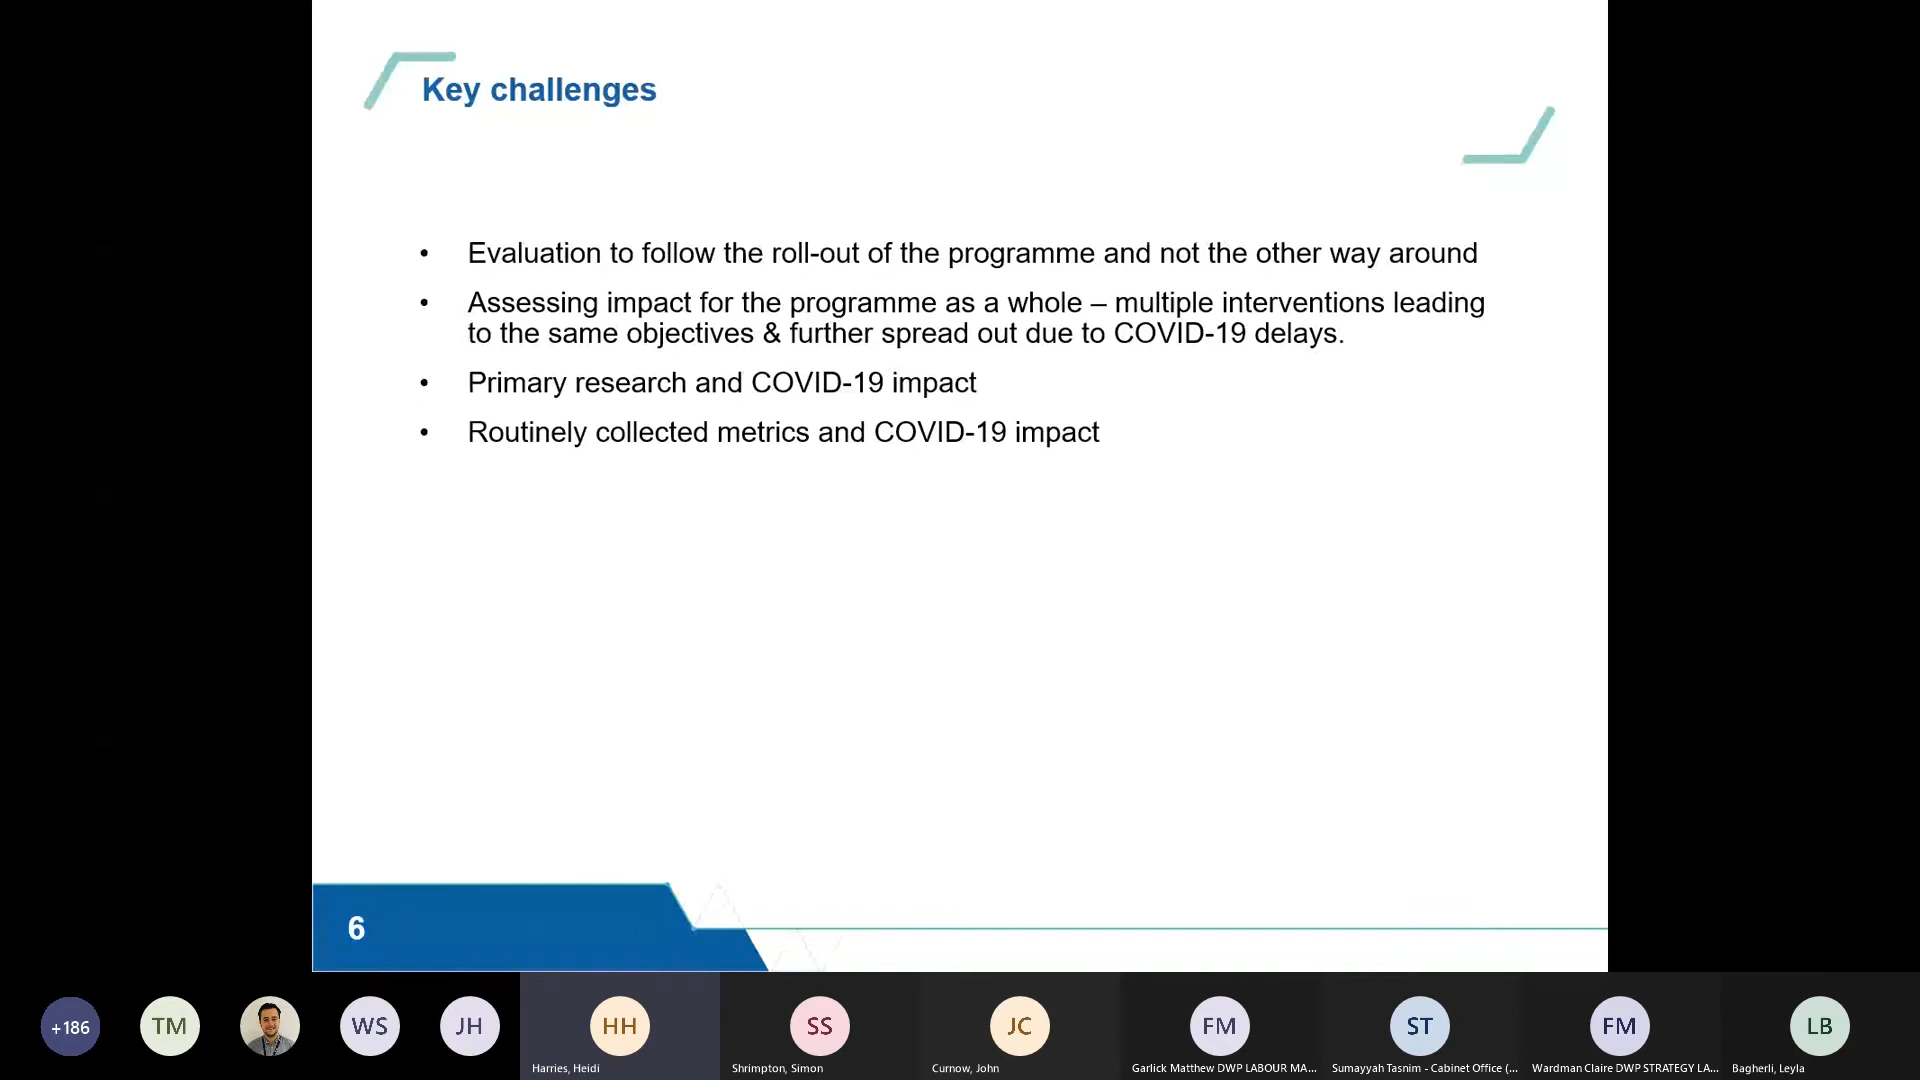 Key challenges
• Evaluation to follow the roll-out of the programme and not the other way around
• Assessing impact for the programme as a whole – multiple interventions leading
to the same objectives & further spread out due to COVID-19 delays.
• Primary research and COVID-19 impact
• Routinely collected metrics and COVID-19 impact
6
+186
TM
WS
JH
HH
SS
JC
FM
ST
FM
LB
Harries, Heidi
Shrimpton, Simon
Curnow, John
Garlick Matthew DWP LABOUR MA...
Sumayyah Tasnim - Cabinet Office (...
Wardman Claire DWP STRATEGY LA...
Bagherli, Leyla